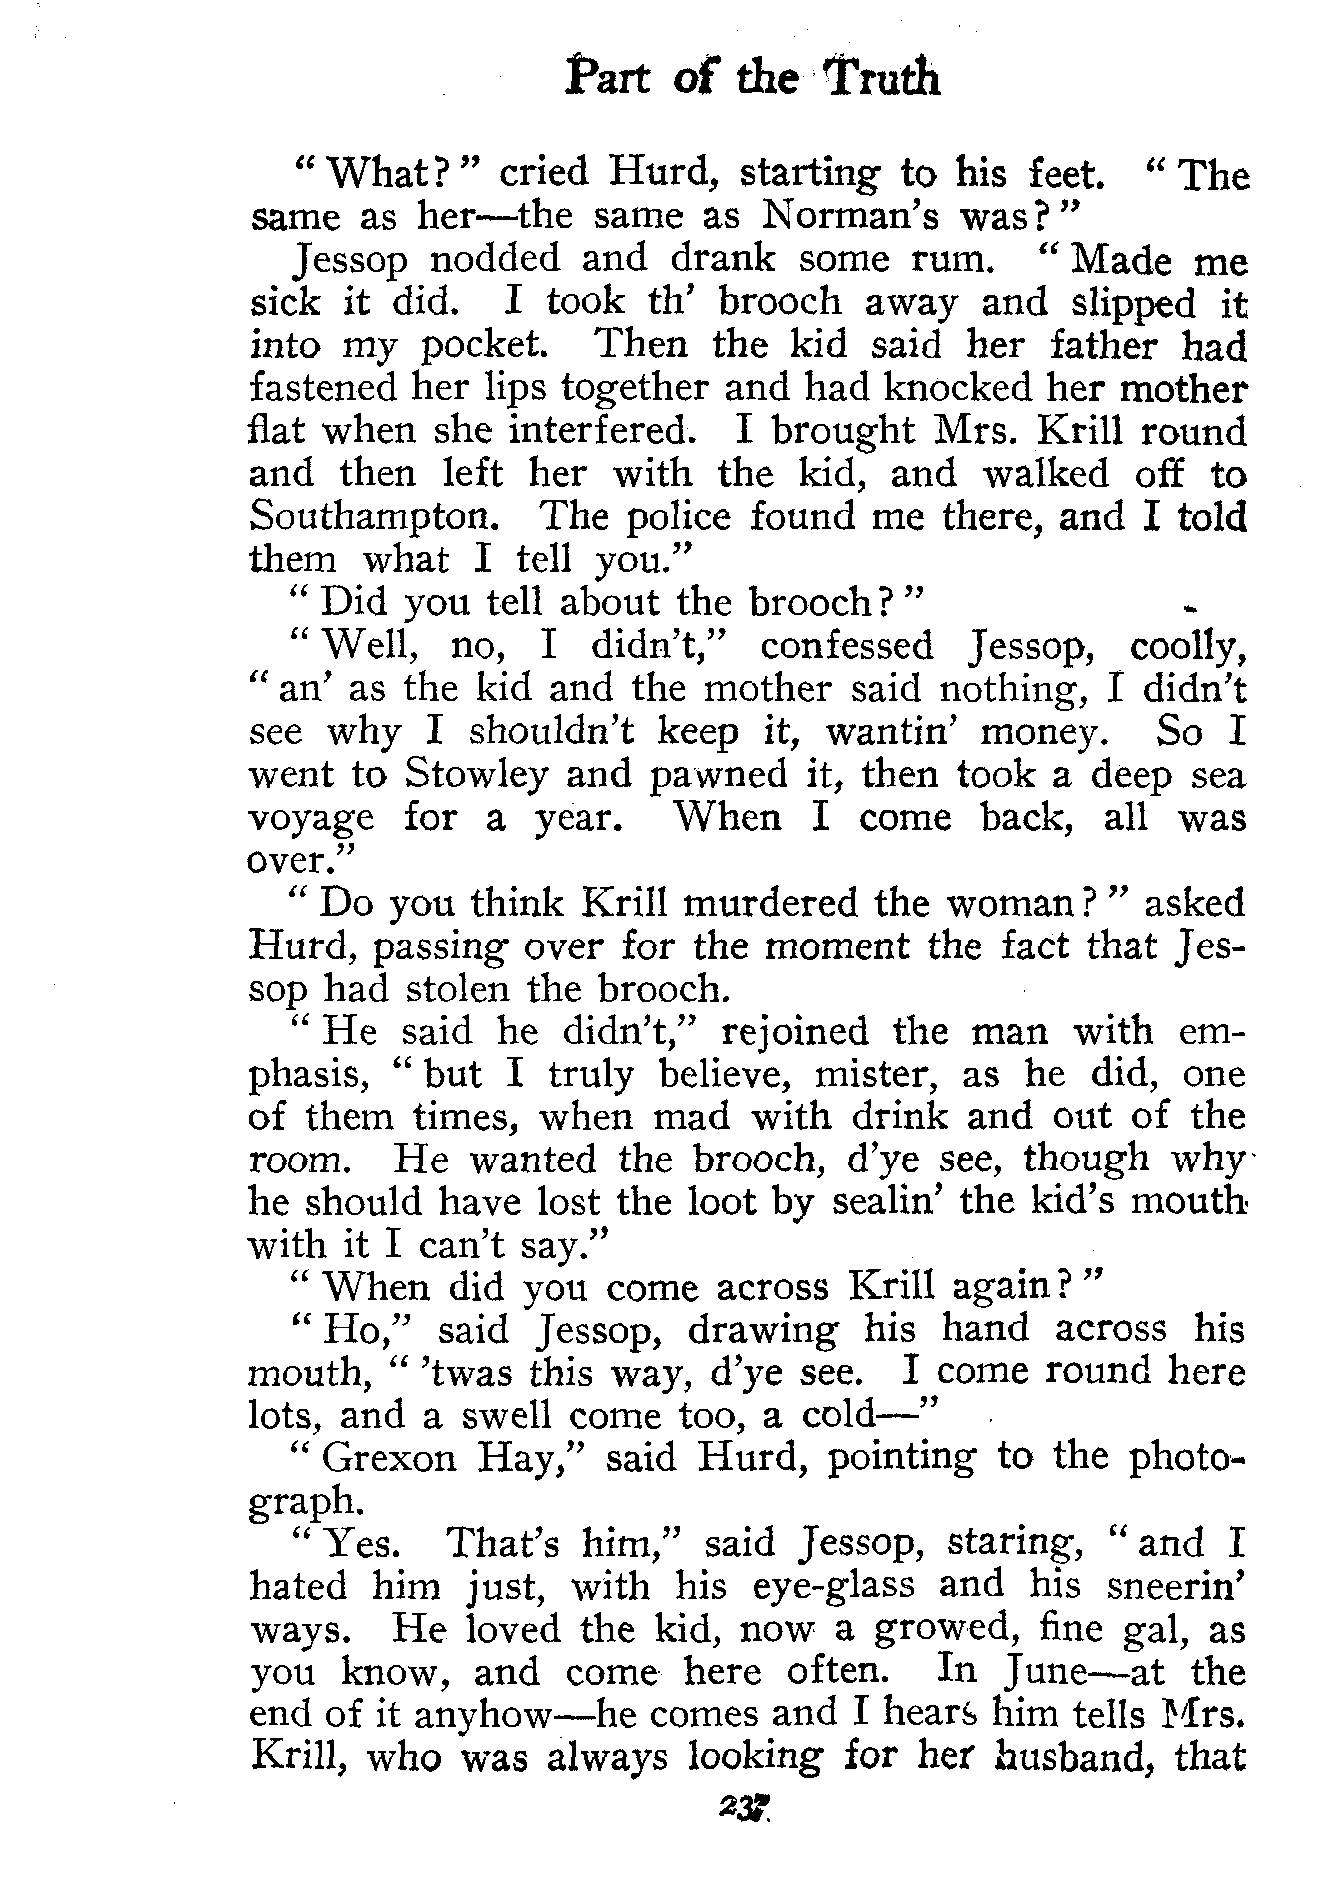 Part of the Truth
" What? " cried Hurd, starting to his feet. " The
same as her—the same as Norman's was? "
Jessop nodded and drank some rum. " Made me
sick it did. I took th' brooch away and slipped it
into my pocket. Then the kid said her father had
fastened her lips together and had knocked her mother
flat when she interfered. I brought Mrs. Krill round
and then left her with the kid, and walked off to
Southampton. The police found me there, and I told
them what I tell you."
" Did you tell about the brooch? "
" Well, no, I didn't," confessed Jessop, coolly,
" an' as the kid and the mother said nothing, I didn't
see why I shouldn't keep it, wantin' money. So I
went to Stowley and pawned it, then took a deep sea
voyage for a year. When I come back, all was
over."
" Do you think Krill murdered the woman? " asked
Hurd, passing over for the moment the fact that Jes-
sop had stolen the brooch.
" He said he didn't," rejoined the man with em-
phasis, " but I truly believe, mister, as he did, one
of them times, when mad with drink and out of the
room. He wanted the brooch, d'ye see, though why
he should have lost the loot by sealin' the kid's mouth
with it I can't say."
" When did you come across Krill again? "
" Ho," said Jessop, drawing his hand across his
mouth, " 'twas this way, d'ye see. I come round here
lots, and a swell come too, a cold—"
" Grexon Hay," said Hurd, pointing to the photo-
graph.
" Yes. That's him," said Jessop, staring, " and I
hated him just, with his eye-glass and his sneerin'
ways. He loved the kid, now a growed, fine gal, as
you know, and come here often. In June—at the
end of it anyhow—he comes and I hears him tells Mrs.
Krill, who was always looking for her husband, that
237